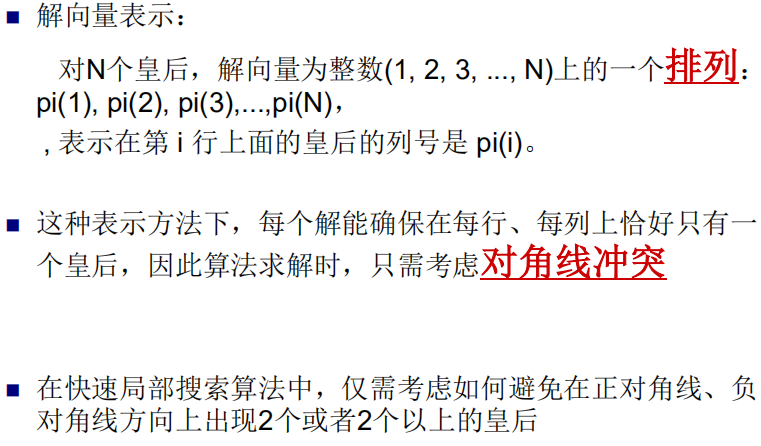 解向量表示：
对N个皇后，解向量为整数(1, 2, 3, ..., N)上的一个排列：
pi(1), pi(2), pi(3),...,pi(N)，
, 表示在第 i 行上面的皇后的列号是 pi(i)。
这种表示方法下，每个解能确保在每行、每列上恰好只有一
个皇后，因此算法求解时，只需考虑对角线冲突
在快速局部搜索算法中，仅需考虑如何避免在正对角线、负
对角线方向上出现2个或者2个以上的皇后